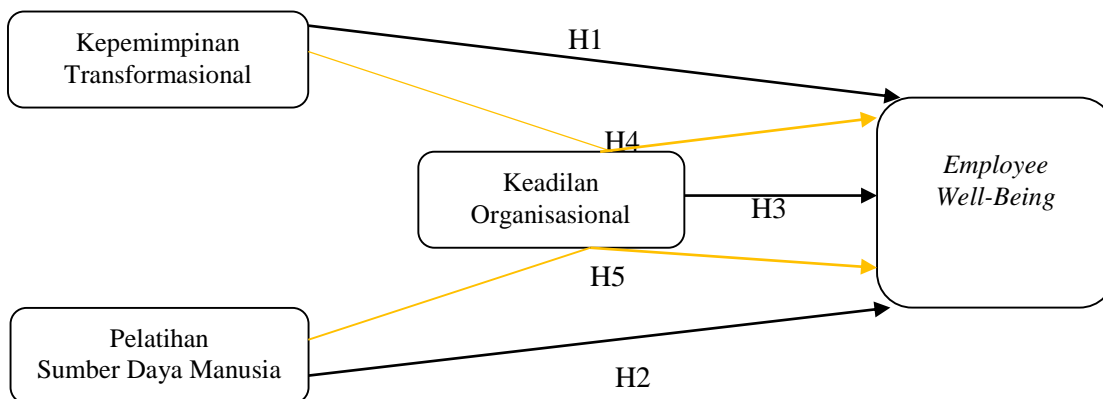 Kepemimpinan
Transformasional
H1
H4
Keadilan
Organisasional
H3
Employee
Well-Being
H5
Pelatihan
Sumber Daya Manusia
H2